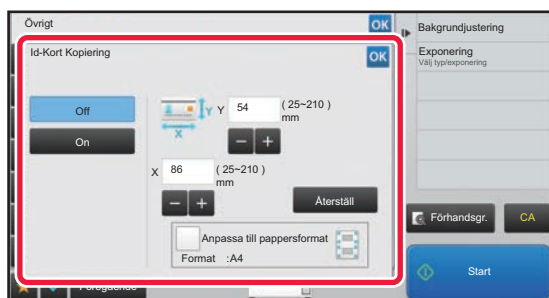 Övrigt
OK
Id-Kort Kopiering
OK
Off
On
Y
X
Y 54 ( 25~210 )
mm
X 86 ( 25~210 )
mm
Återställ
Anpassa till pappersformat
Format :A4
Föregående
Bakgrundjustering
Exponering
Välj typ/exponering
Förhandsgr.
CA
Start